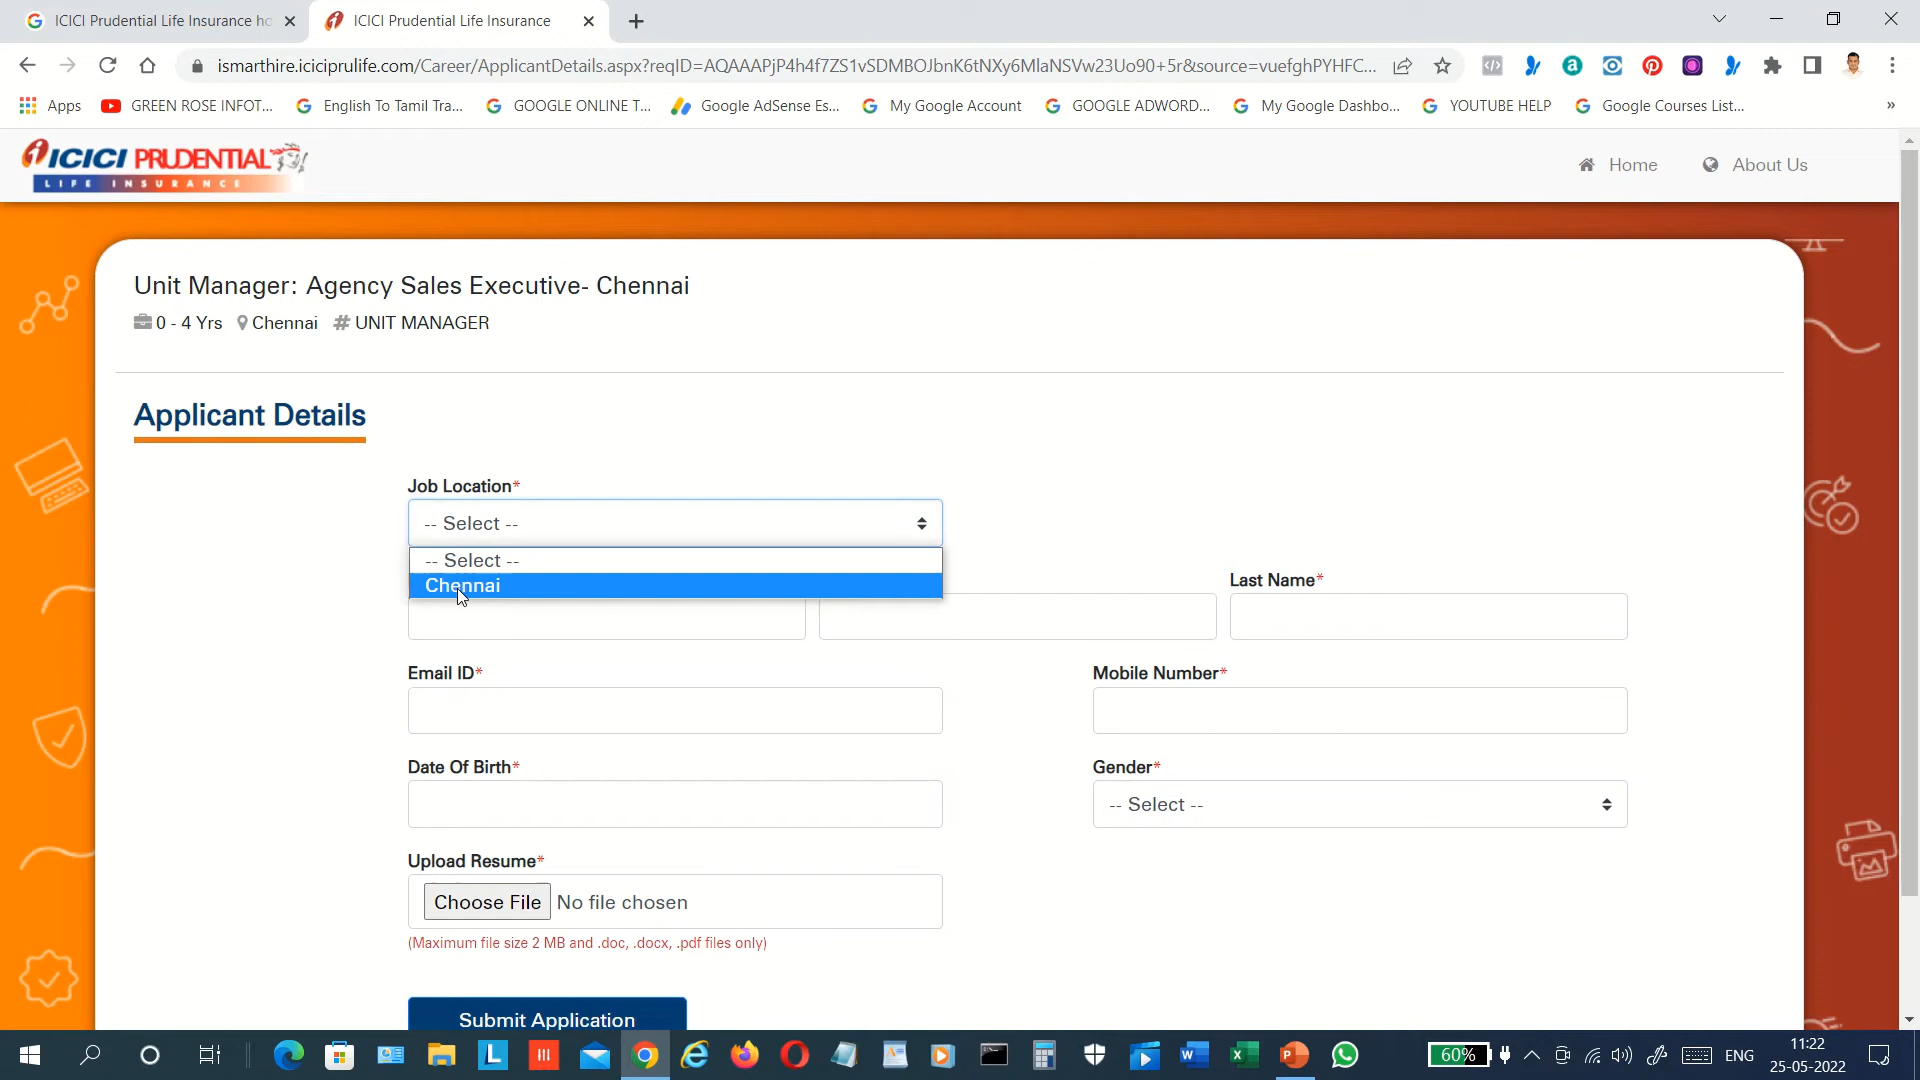 ICICI Prudential Life Insurance ho
ICICI Prudential Life Insurance
ismarthire.iciciprulife.com/Career/ApplicantDetails.aspx?reqID=AQAAAPjP4h4f7ZS1vSDMBOJbnK6tNXy6MlaNSVw23Uo90+5r&source=vuefghPYHFC...
Apps
GREEN ROSE INFOT...
English To Tamil Tra...
GOOGLE ONLINE T...
Google AdSense Es...
My Google Account
GOOGLE ADWORD...
My Google Dashbo...
YOUTUBE HELP
Google Courses List...
»
ICICI PRUDENTIAL
LIFE INSURANCE
Home
About Us
Unit Manager: Agency Sales Executive- Chennai
0 - 4 Yrs Chennai # UNIT MANAGER
Applicant Details
Job Location*
-- Select --
-- Select --
Chennai
Last Name*
Email ID*
Mobile Number*
Date Of Birth*
Gender*
-- Select --
Upload Resume*
Choose File No file chosen
(Maximum file size 2 MB and .doc, .docx, .pdf files only)
Submit Application
60%
ENG
11:22
25-05-2022